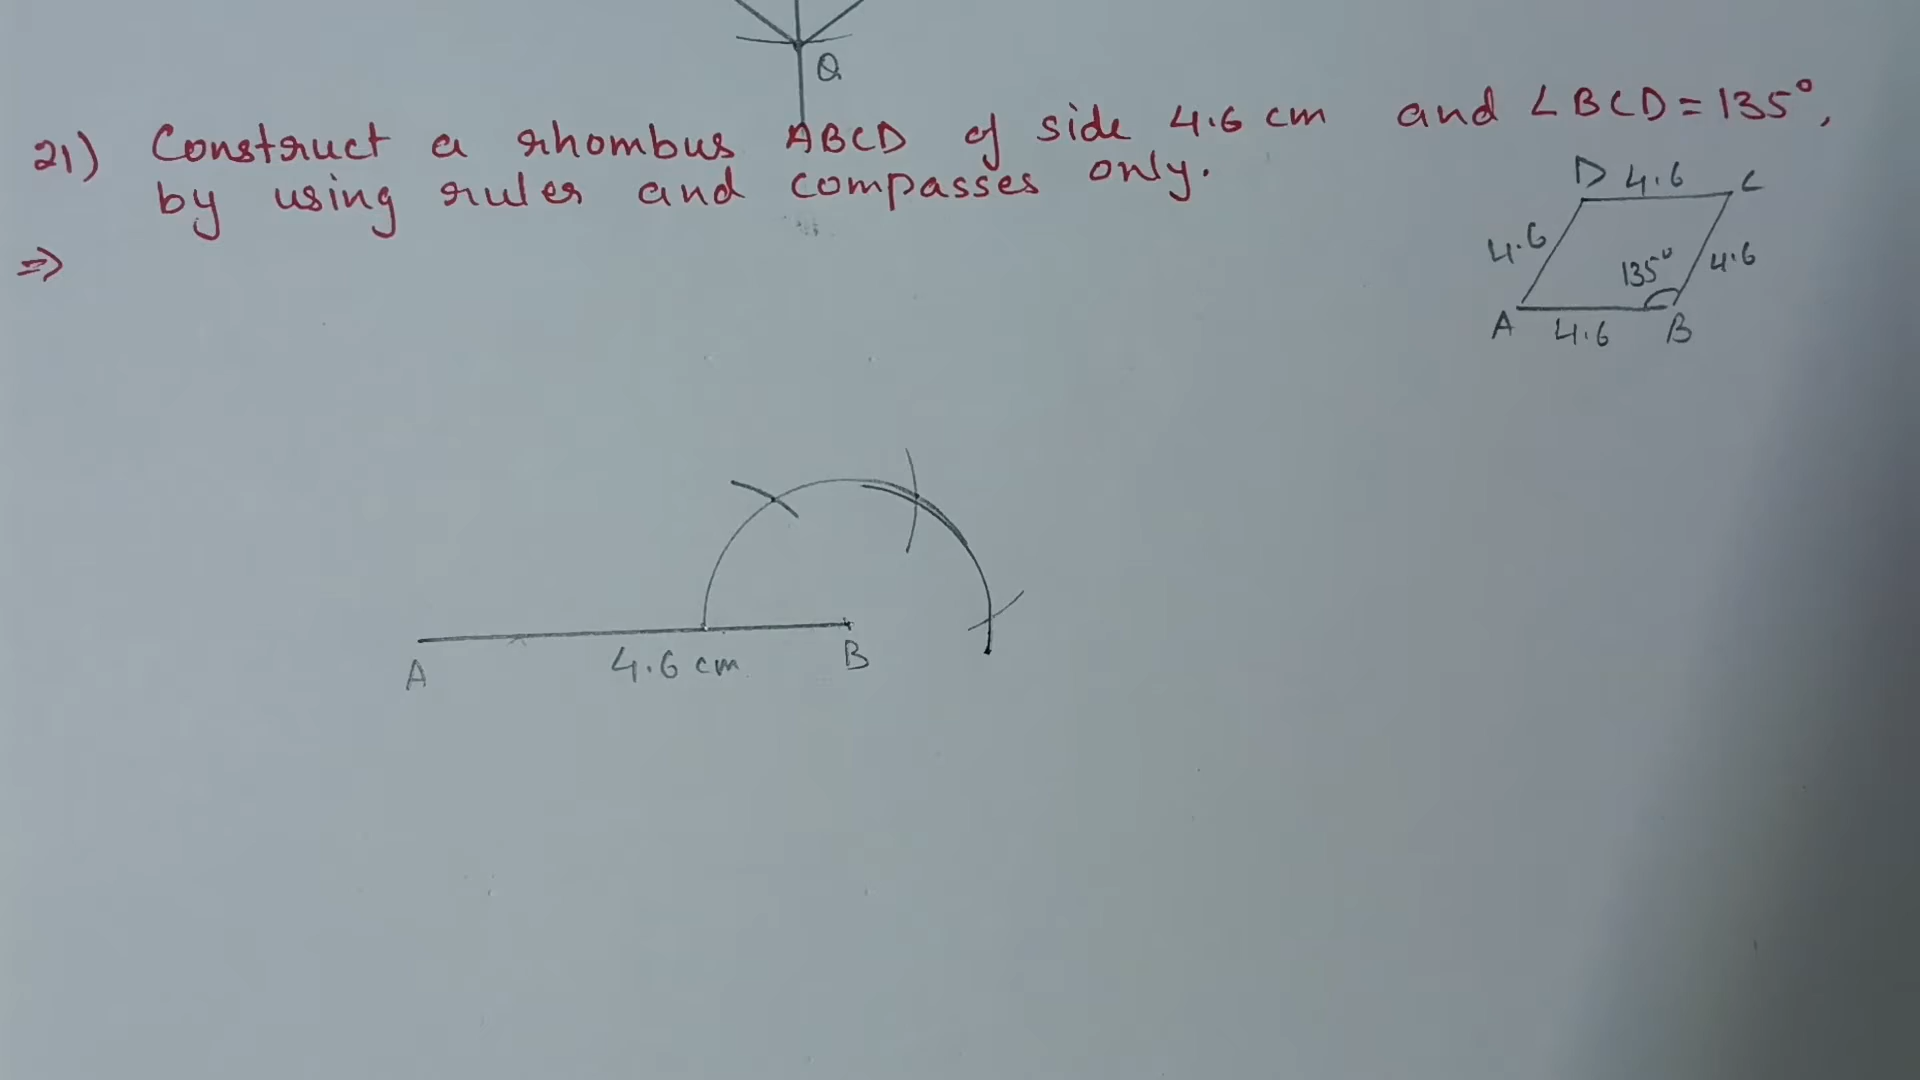 Q
21) Construct a rhombus ABCD of side 4.6 cm and ∠BCD = 135°,
by using ruler and compasses only.
⇒
D 4.6 C
4.6
135°
4.6
A 4.6 B
A 4.6 cm B